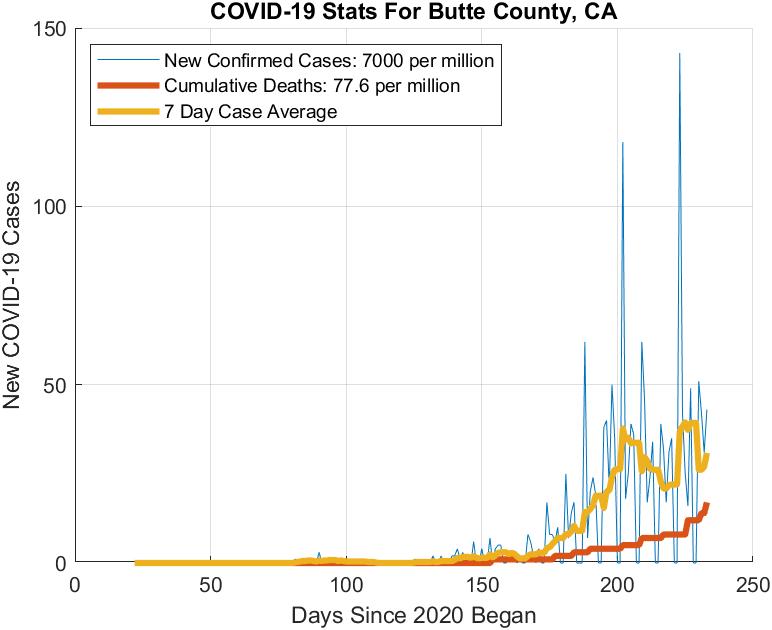 COVID-19 Stats For Butte County, CA
New Confirmed Cases: 7000 per million
Cumulative Deaths: 77.6 per million
7 Day Case Average
New COVID-19 Cases
150
100
50
0
0 50 100 150 200 250
Days Since 2020 Began